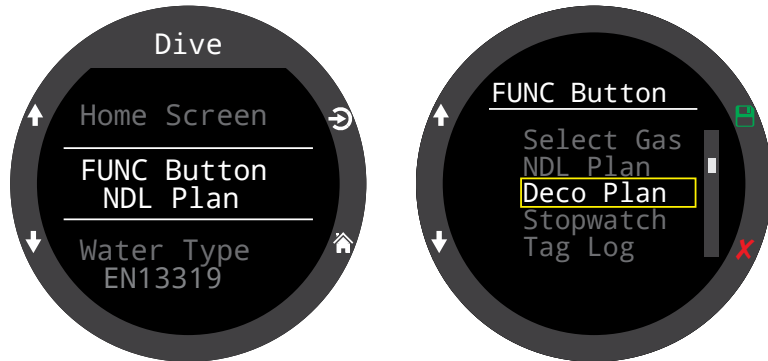 Dive
Home Screen
FUNC Button
NDL Plan
Water Type
EN13319
FUNC Button
Select Gas
NDL Plan
Deco Plan
Stopwatch
Tag Log